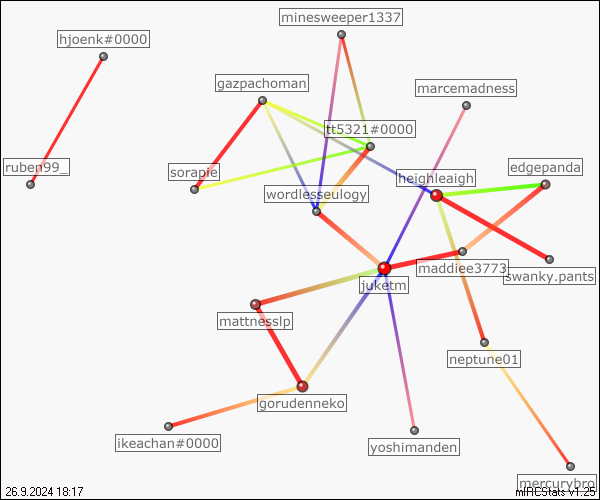 minesweeper1337
hjoenk#0000
gazpachoman
marcemadness
tt5321#0000
ruben99_
sorapie
heighleaigh
edgepanda
wordlesseulogy
maddiee3773
swanky.pants
juketm
mattnesslp
neptune01
gorudenneko
ikeachan#0000
yoshimanden
mercurybro
26.9.2024 18:17
mIRCStats v1.25